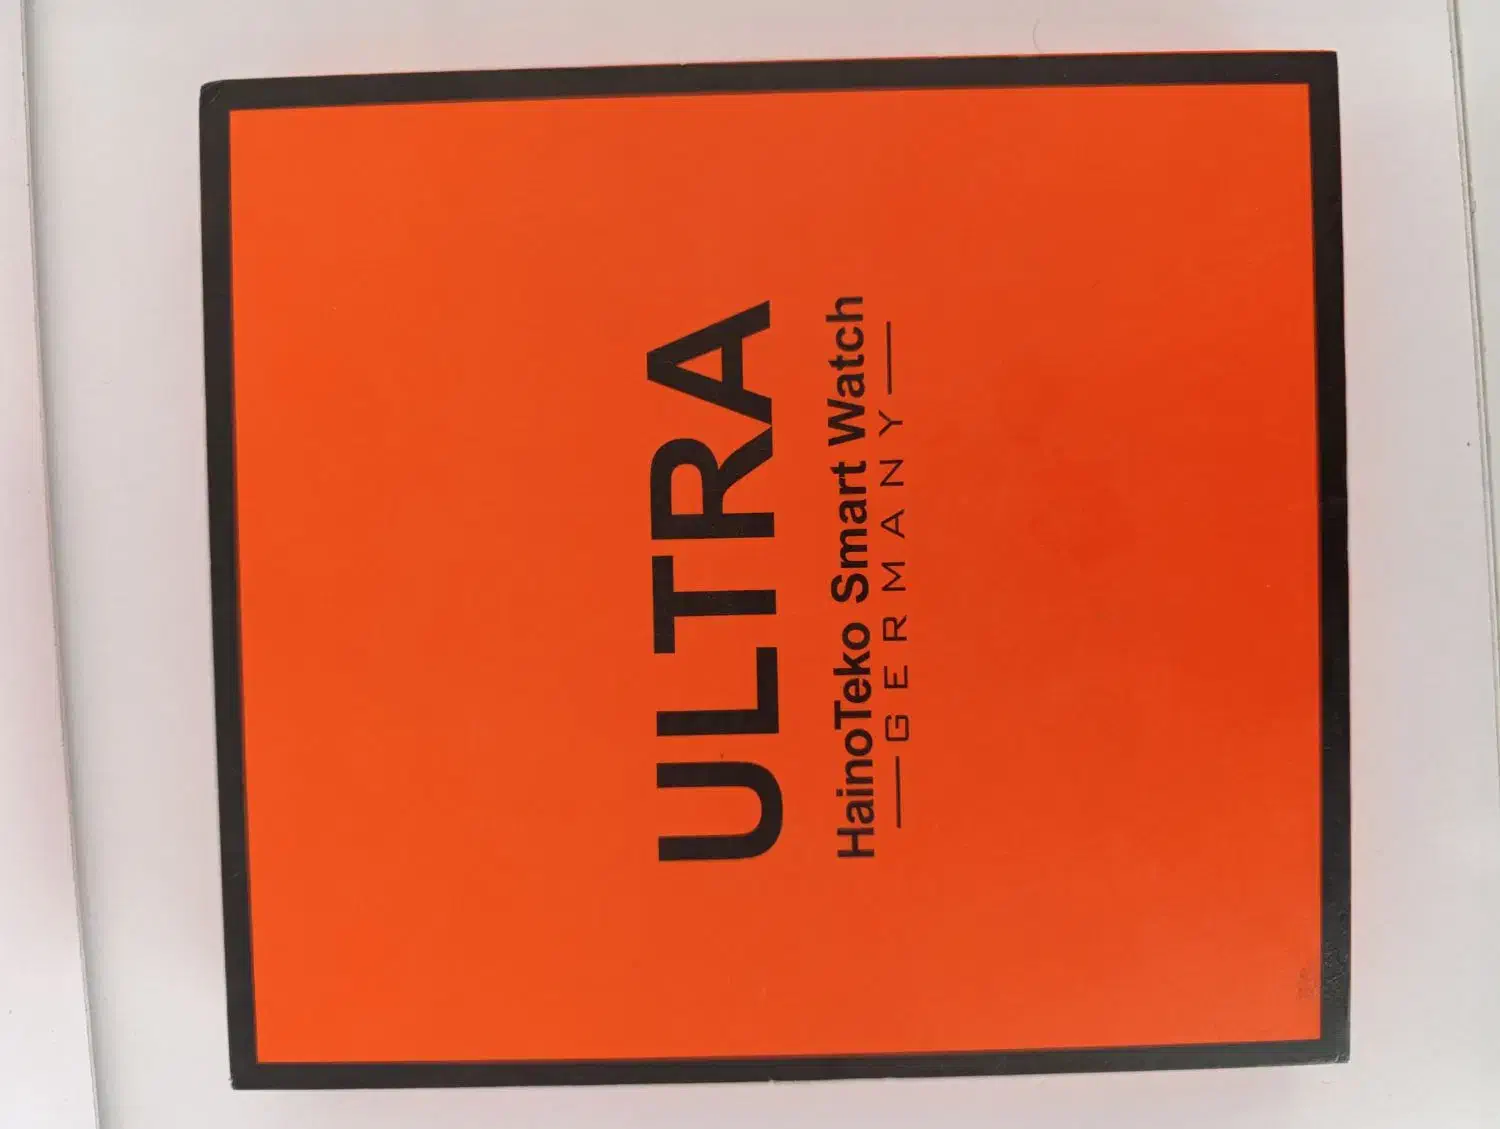 ULTRA
HainoTeko Smart Watch
GERMANY